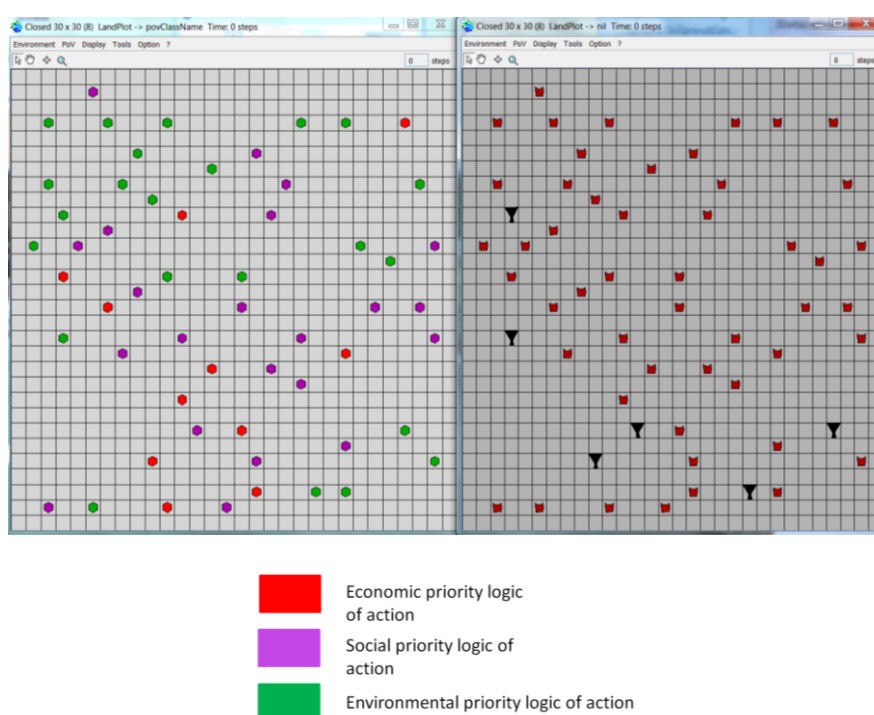 Closed 30 x 30 (8) LandPlot -> povClassName Time: 0 steps
Environment PoV Display Tools Option ?
0 steps
Closed 30 x 30 (8) LandPlot -> nil Time: 0 steps
Environment PoV Display Tools Option ?
0 steps
Economic priority logic
of action
Social priority logic of
action
Environmental priority logic of action